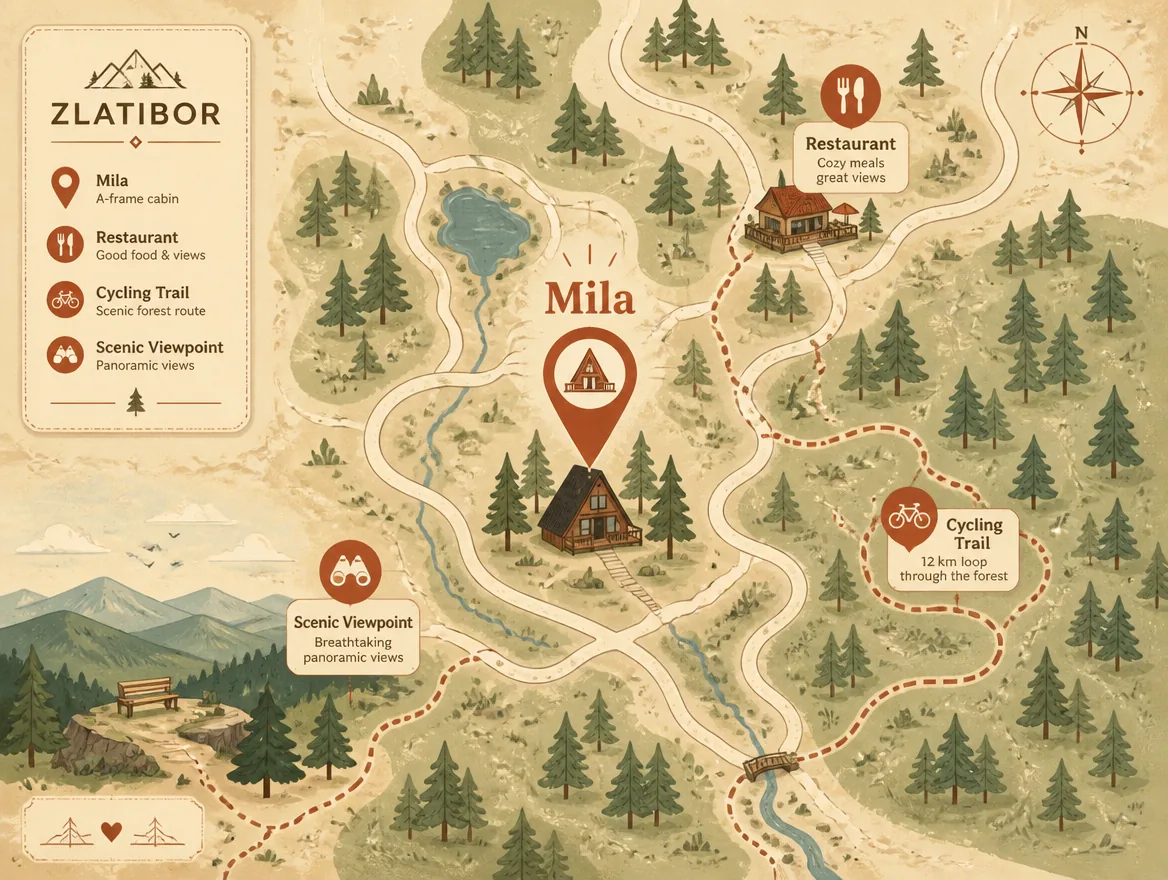 ZLATIBOR
Mila
A-frame cabin
Restaurant
Good food & views
Cycling Trail
Scenic forest route
Scenic Viewpoint
Panoramic views
N
Restaurant
Cozy meals
great views
Mila
Cycling
Trail
12 km loop
through the forest
Scenic Viewpoint
Breathtaking
panoramic views